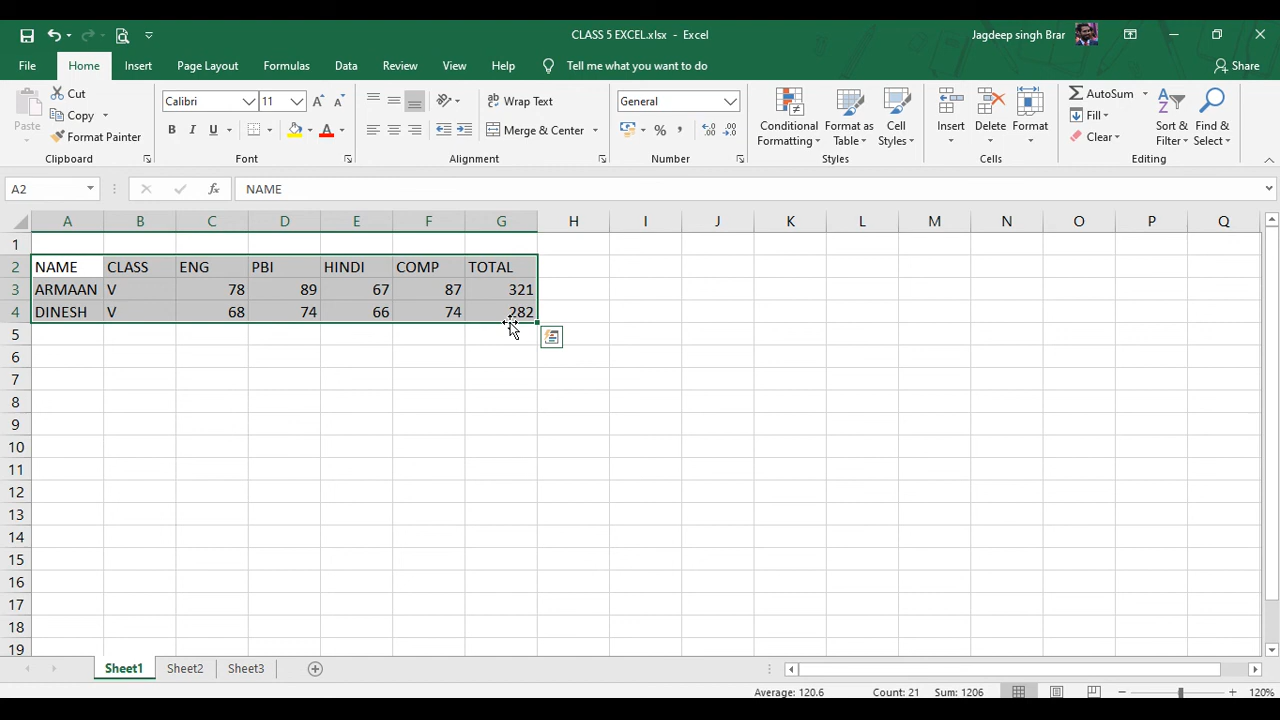 CLASS 5 EXCEL.xlsx - Excel
Jagdeep singh Brar
File Home Insert Page Layout Formulas Data Review View Help Tell me what you want to do Share
Paste
Cut
Copy
Format Painter
Clipboard
Calibri 11
B I U A
Font
Wrap Text
Merge & Center
Alignment
General
% ,
Number
Conditional Formatting
Format as Table
Cell Styles
Styles
Insert
Delete
Format
Cells
AutoSum
Fill
Clear
Sort & Filter
Find & Select
Editing
A2 fx NAME
A B C D E F G H I J K L M N O P Q
1
2 NAME CLASS ENG PBI HINDI COMP TOTAL
3 ARMAAN V 78 89 67 87 321
4 DINESH V 68 74 66 74 282
5
6
7
8
9
10
11
12
13
14
15
16
17
18
19
Sheet1 Sheet2 Sheet3
Average: 120.6 Count: 21 Sum: 1206 120%